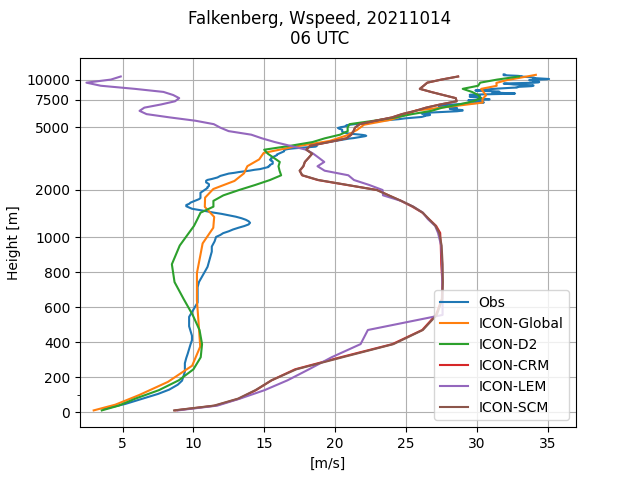 Falkenberg, Wspeed, 20211014
06 UTC
Height [m]
10000
7500
5000
2000
1000
800
600
400
200
0
5
10
15
20
25
30
35
[m/s]
Obs
ICON-Global
ICON-D2
ICON-CRM
ICON-LEM
ICON-SCM